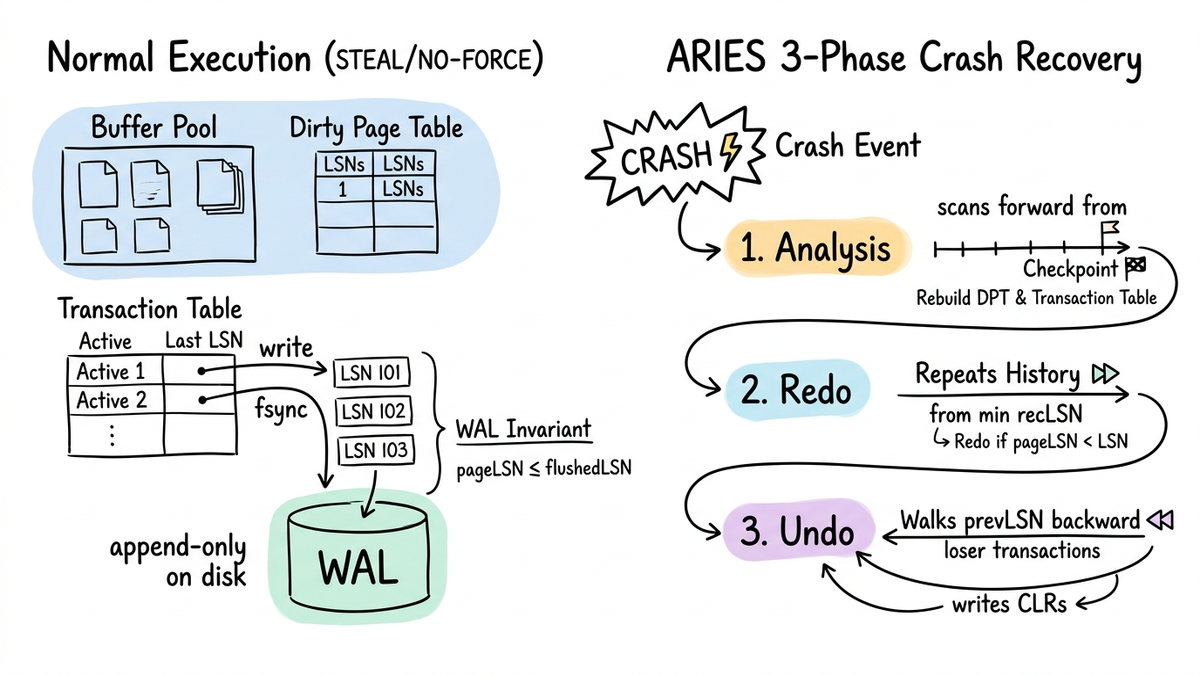 Normal Execution (STEAL/NO-FORCE)
Buffer Pool
Dirty Page Table
LSNs LSNs
1 LSNs
Transaction Table
Active Last LSN
Active 1
Active 2
⋮
write
fsync
LSN 101
LSN 102
LSN 103
WAL Invariant
pageLSN ≤ flushedLSN
append-only
on disk
WAL
ARIES 3-Phase Crash Recovery
CRASH
Crash Event
1. Analysis
scans forward from
Checkpoint
Rebuild DPT & Transaction Table
2. Redo
Repeats History
from min recLSN
↳ Redo if pageLSN < LSN
3. Undo
Walks prevLSN backward
loser transactions
writes CLRs